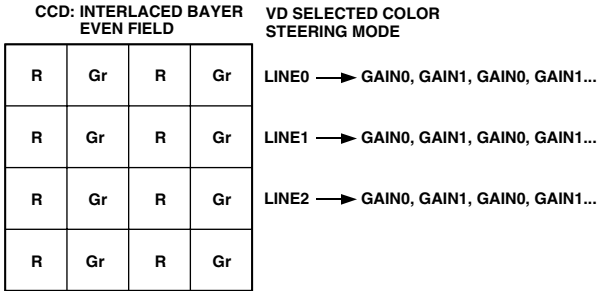 CCD: INTERLACED BAYER
EVEN FIELD
VD SELECTED COLOR
STEERING MODE
R Gr R Gr
LINE0 GAIN0, GAIN1, GAIN0, GAIN1...
R Gr R Gr
LINE1 GAIN0, GAIN1, GAIN0, GAIN1...
R Gr R Gr
LINE2 GAIN0, GAIN1, GAIN0, GAIN1...
R Gr R Gr